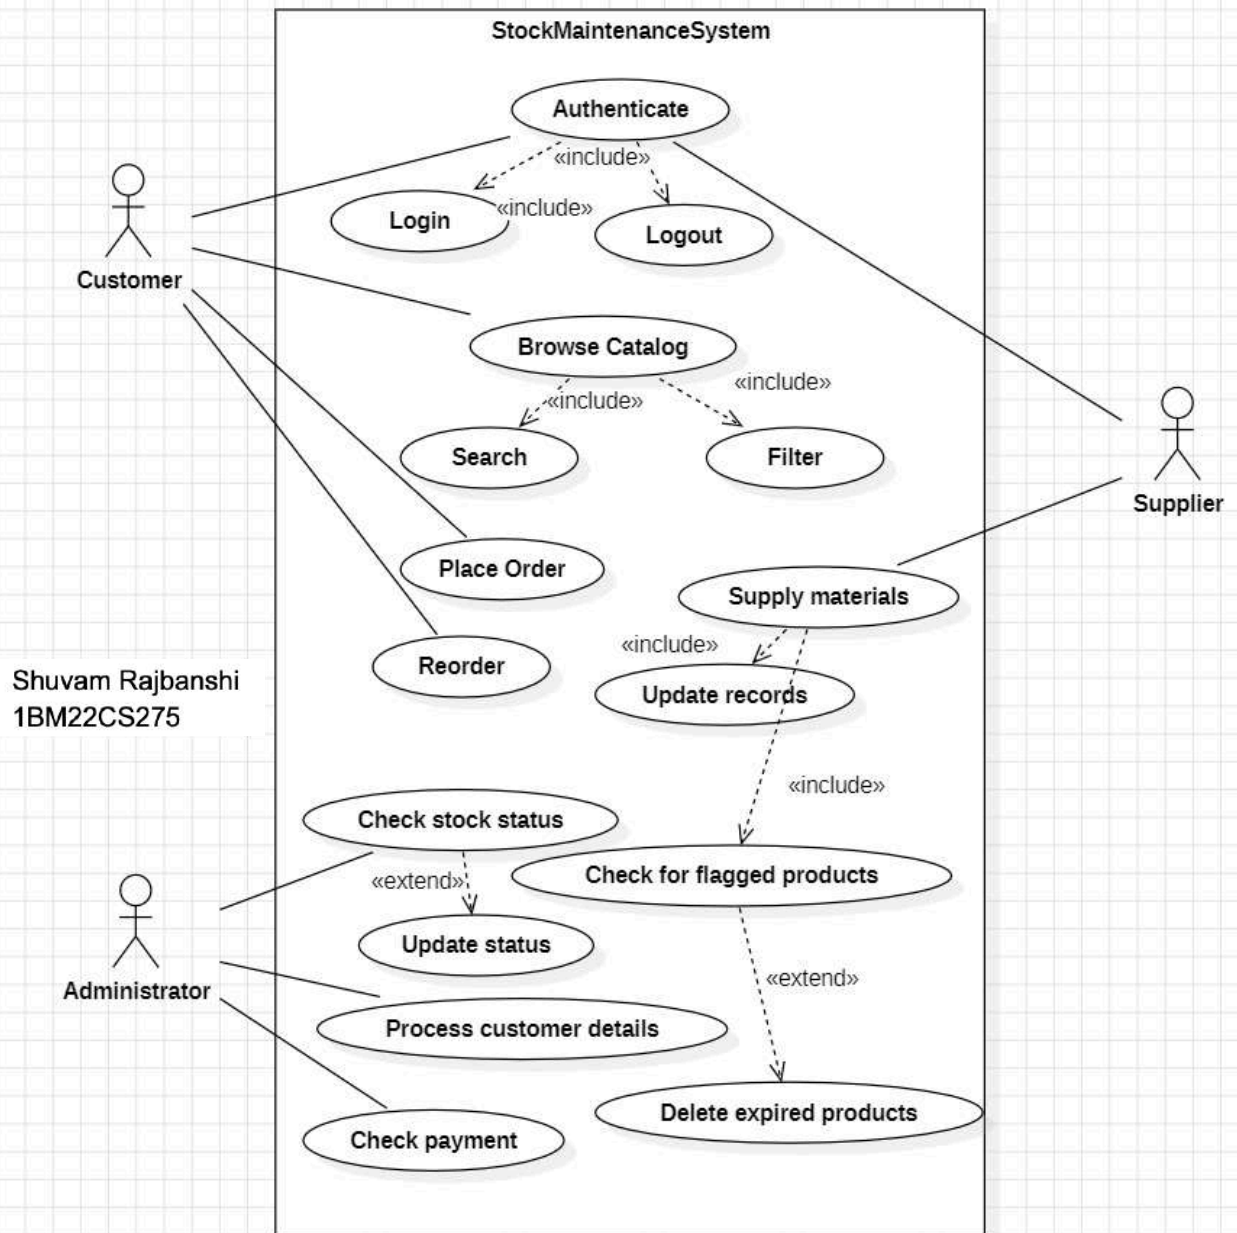 StockMaintenanceSystem
Authenticate
«include»
Login
«include»
Logout
Customer
Browse Catalog
«include»
«include»
Search
Filter
Supplier
Place Order
Supply materials
«include»
Reorder
Update records
Shuvam Rajbanshi
1BM22CS275
«include»
Check stock status
Check for flagged products
«extend»
Update status
«extend»
Administrator
Process customer details
Delete expired products
Check payment